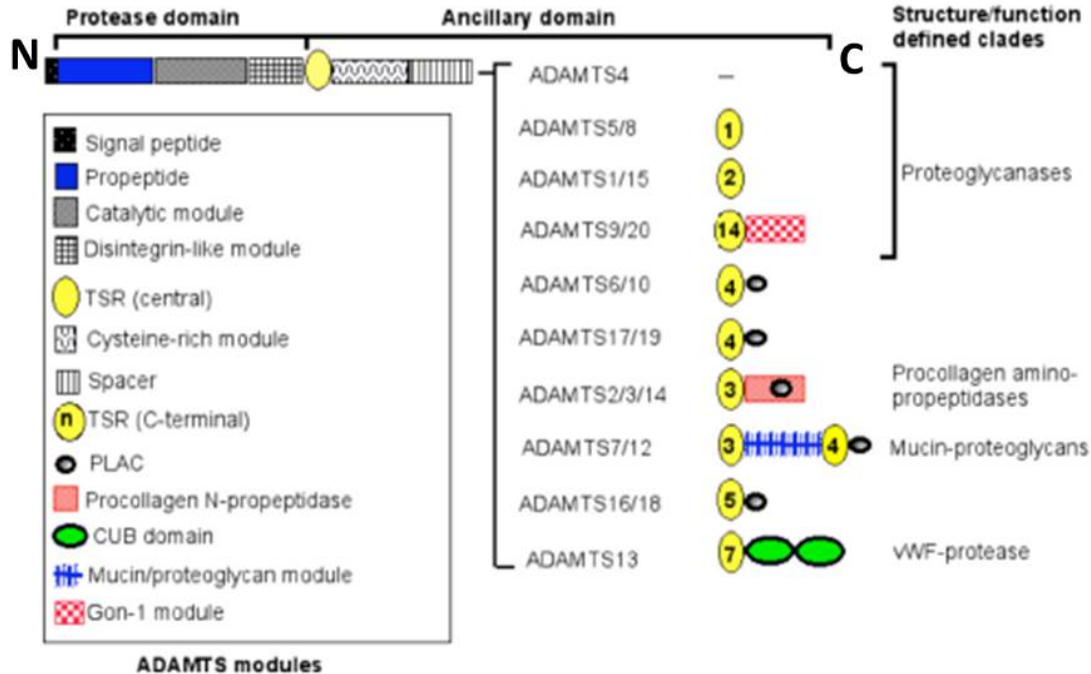 Protease domain
Ancillary domain
Structure/function
defined clades
N
C
ADAMTS4
–
Signal peptide
Propeptide
Catalytic module
Disintegrin-like module
TSR (central)
Cysteine-rich module
Spacer
n TSR (C-terminal)
PLAC
Procollagen N-propeptidase
CUB domain
Mucin/proteoglycan module
Gon-1 module
ADAMTS modules
ADAMTS5/8
1
ADAMTS1/15
2
Proteoglycanases
ADAMTS9/20
14
ADAMTS6/10
4
ADAMTS17/19
4
ADAMTS2/3/14
3
Procollagen amino-
propeptidases
ADAMTS7/12
3
4
Mucin-proteoglycans
ADAMTS16/18
5
ADAMTS13
7
vWF-protease